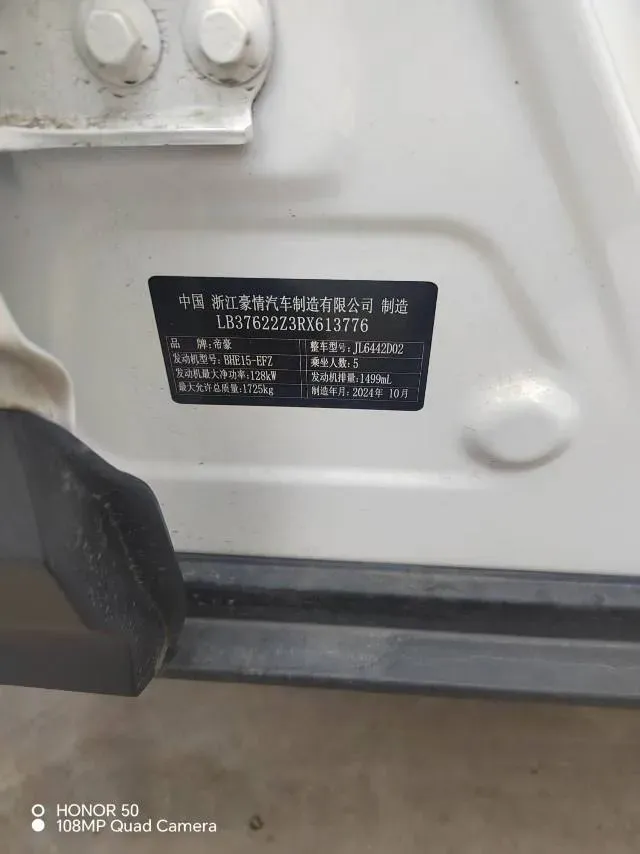 中国 浙江豪情汽车制造有限公司 制造
LB37622Z3RX613776
品 牌:帝豪 整车型号:JL6442D02
发动机型号:BHE15-EFZ 乘坐人数:5
发动机最大净功率:128kW 发动机排量:1499mL
最大允许总质量:1725kg 制造年月:2024年 10月
HONOR 50
108MP Quad Camera